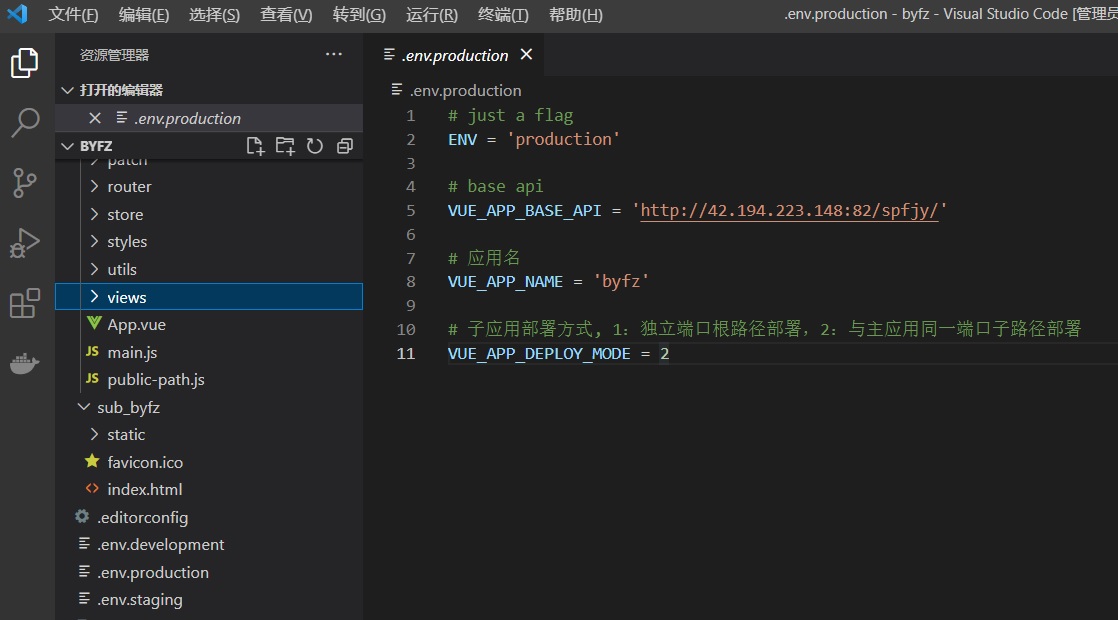 文件(F) 编辑(E) 选择(S) 查看(V) 转到(G) 运行(R) 终端(T) 帮助(H) .env.production - byfz - Visual Studio Code [管理员
资源管理器 ···
打开的编辑器
.env.production
BYFZ
patch
router
store
styles
utils
views
App.vue
JS main.js
JS public-path.js
sub_byfz
static
favicon.ico
<> index.html
.editorconfig
.env.development
.env.production
.env.staging
.env.production
.env.production
1 # just a flag
2 ENV = 'production'
3
4 # base api
5 VUE_APP_BASE_API = 'http://42.194.223.148:82/spfjy/'
6
7 # 应用名
8 VUE_APP_NAME = 'byfz'
9
10 # 子应用部署方式, 1: 独立端口根路径部署，2: 与主应用同一端口子路径部署
11 VUE_APP_DEPLOY_MODE = 2